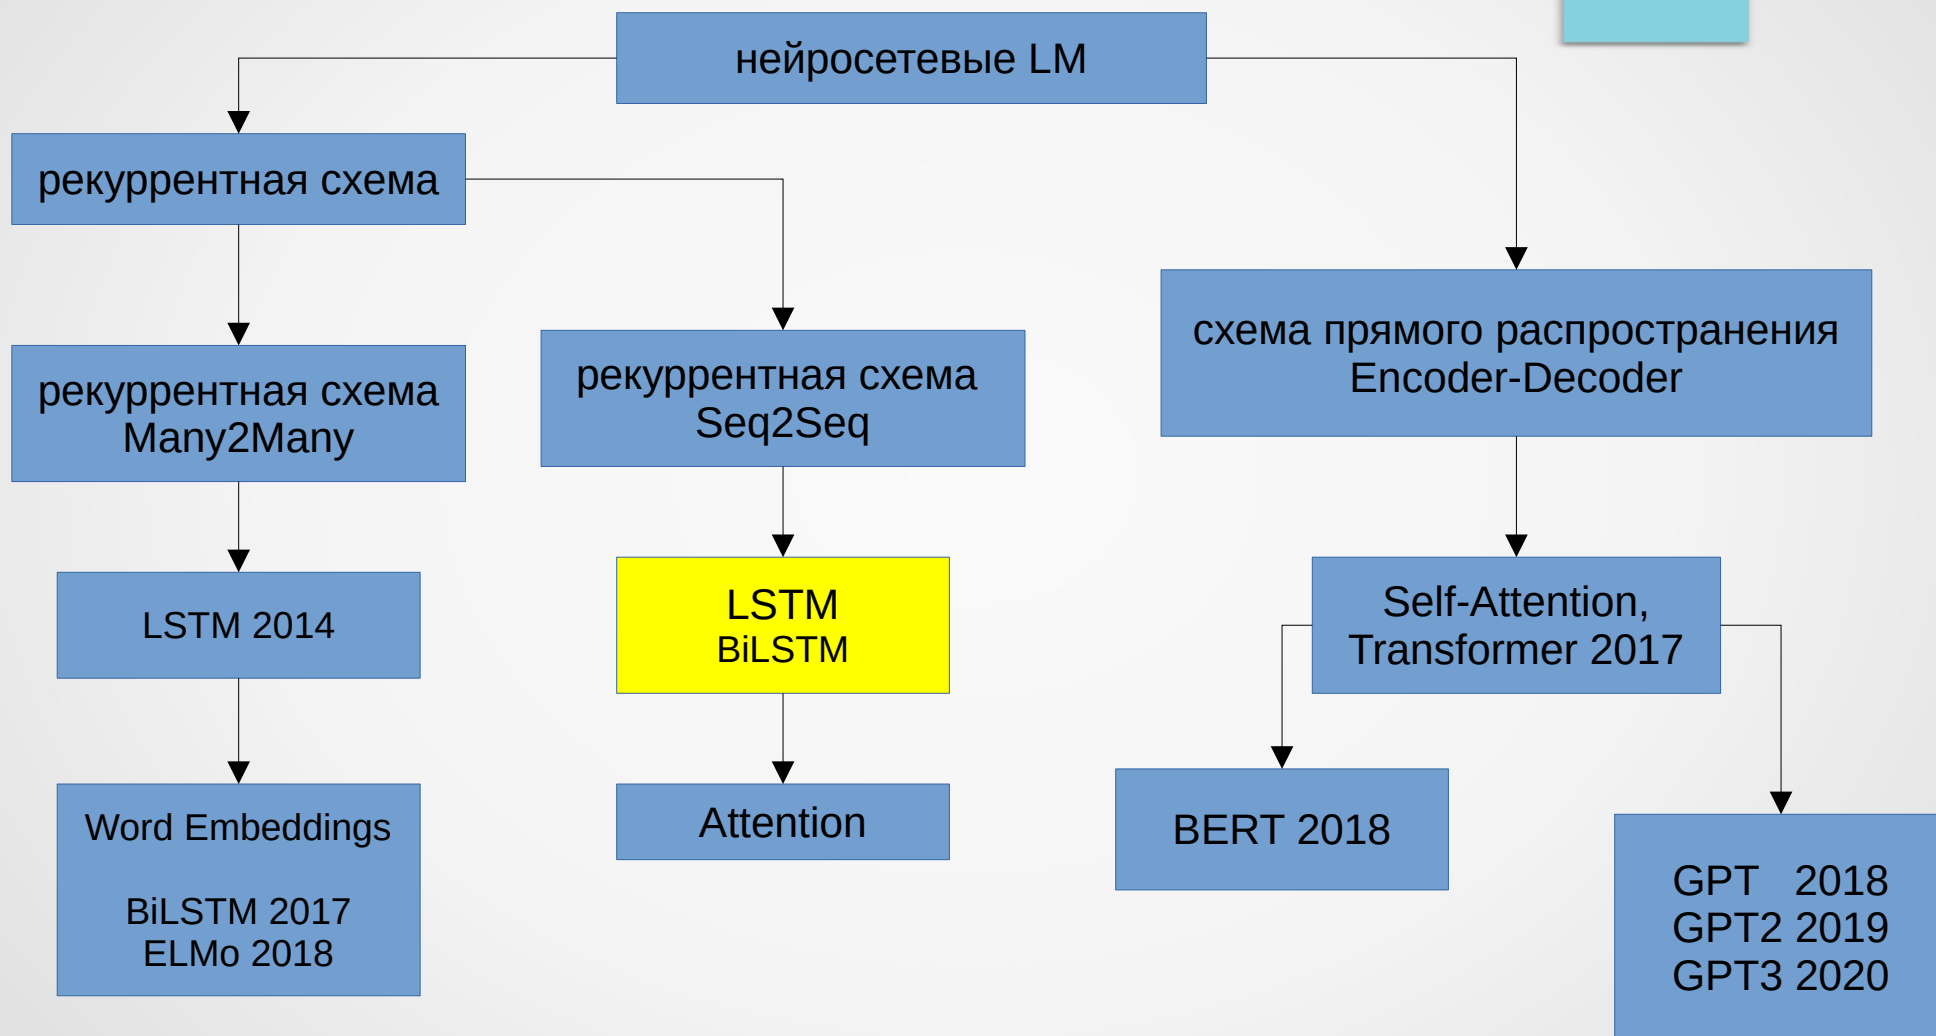 нейросетевые LM
рекуррентная схема
рекуррентная схема
Many2Many
рекуррентная схема
Seq2Seq
схема прямого распространения
Encoder-Decoder
LSTM 2014
LSTM
BiLSTM
Self-Attention,
Transformer 2017
Word Embeddings
BiLSTM 2017
ELMo 2018
Attention
BERT 2018
GPT 2018
GPT2 2019
GPT3 2020